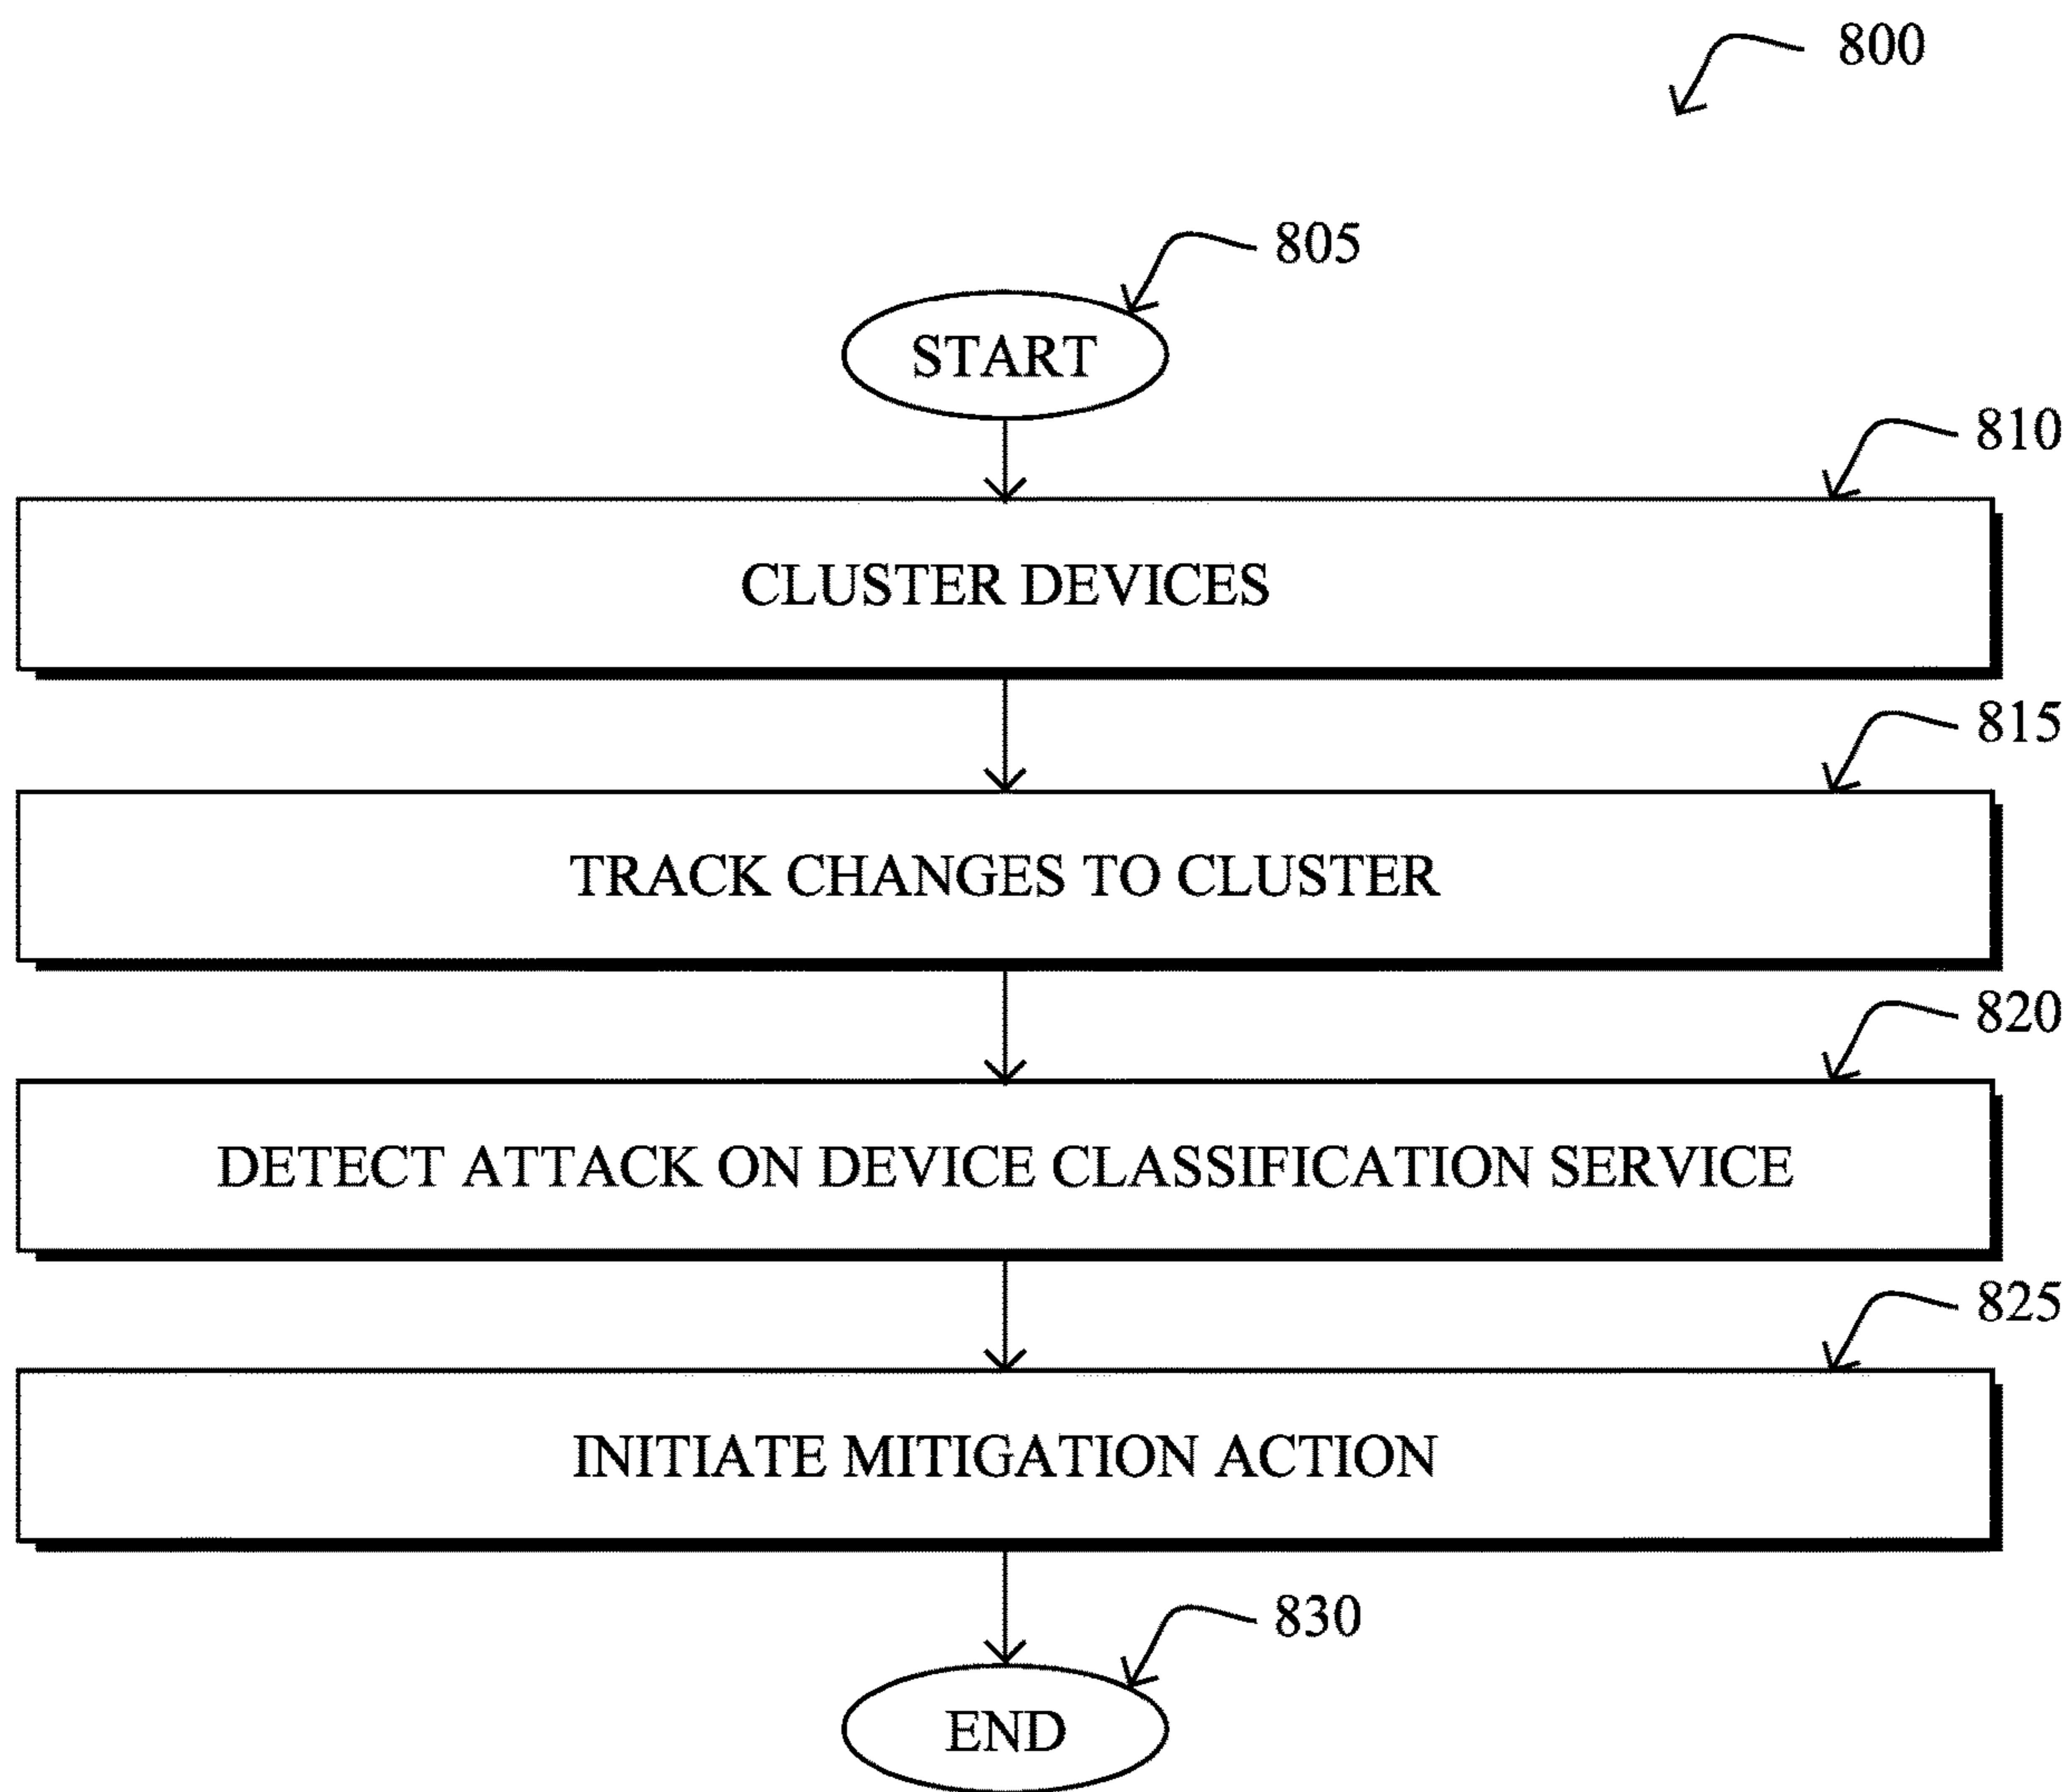 800
805
START
810
CLUSTER DEVICES
815
TRACK CHANGES TO CLUSTER
820
DETECT ATTACK ON DEVICE CLASSIFICATION SERVICE
825
INITIATE MITIGATION ACTION
830
END